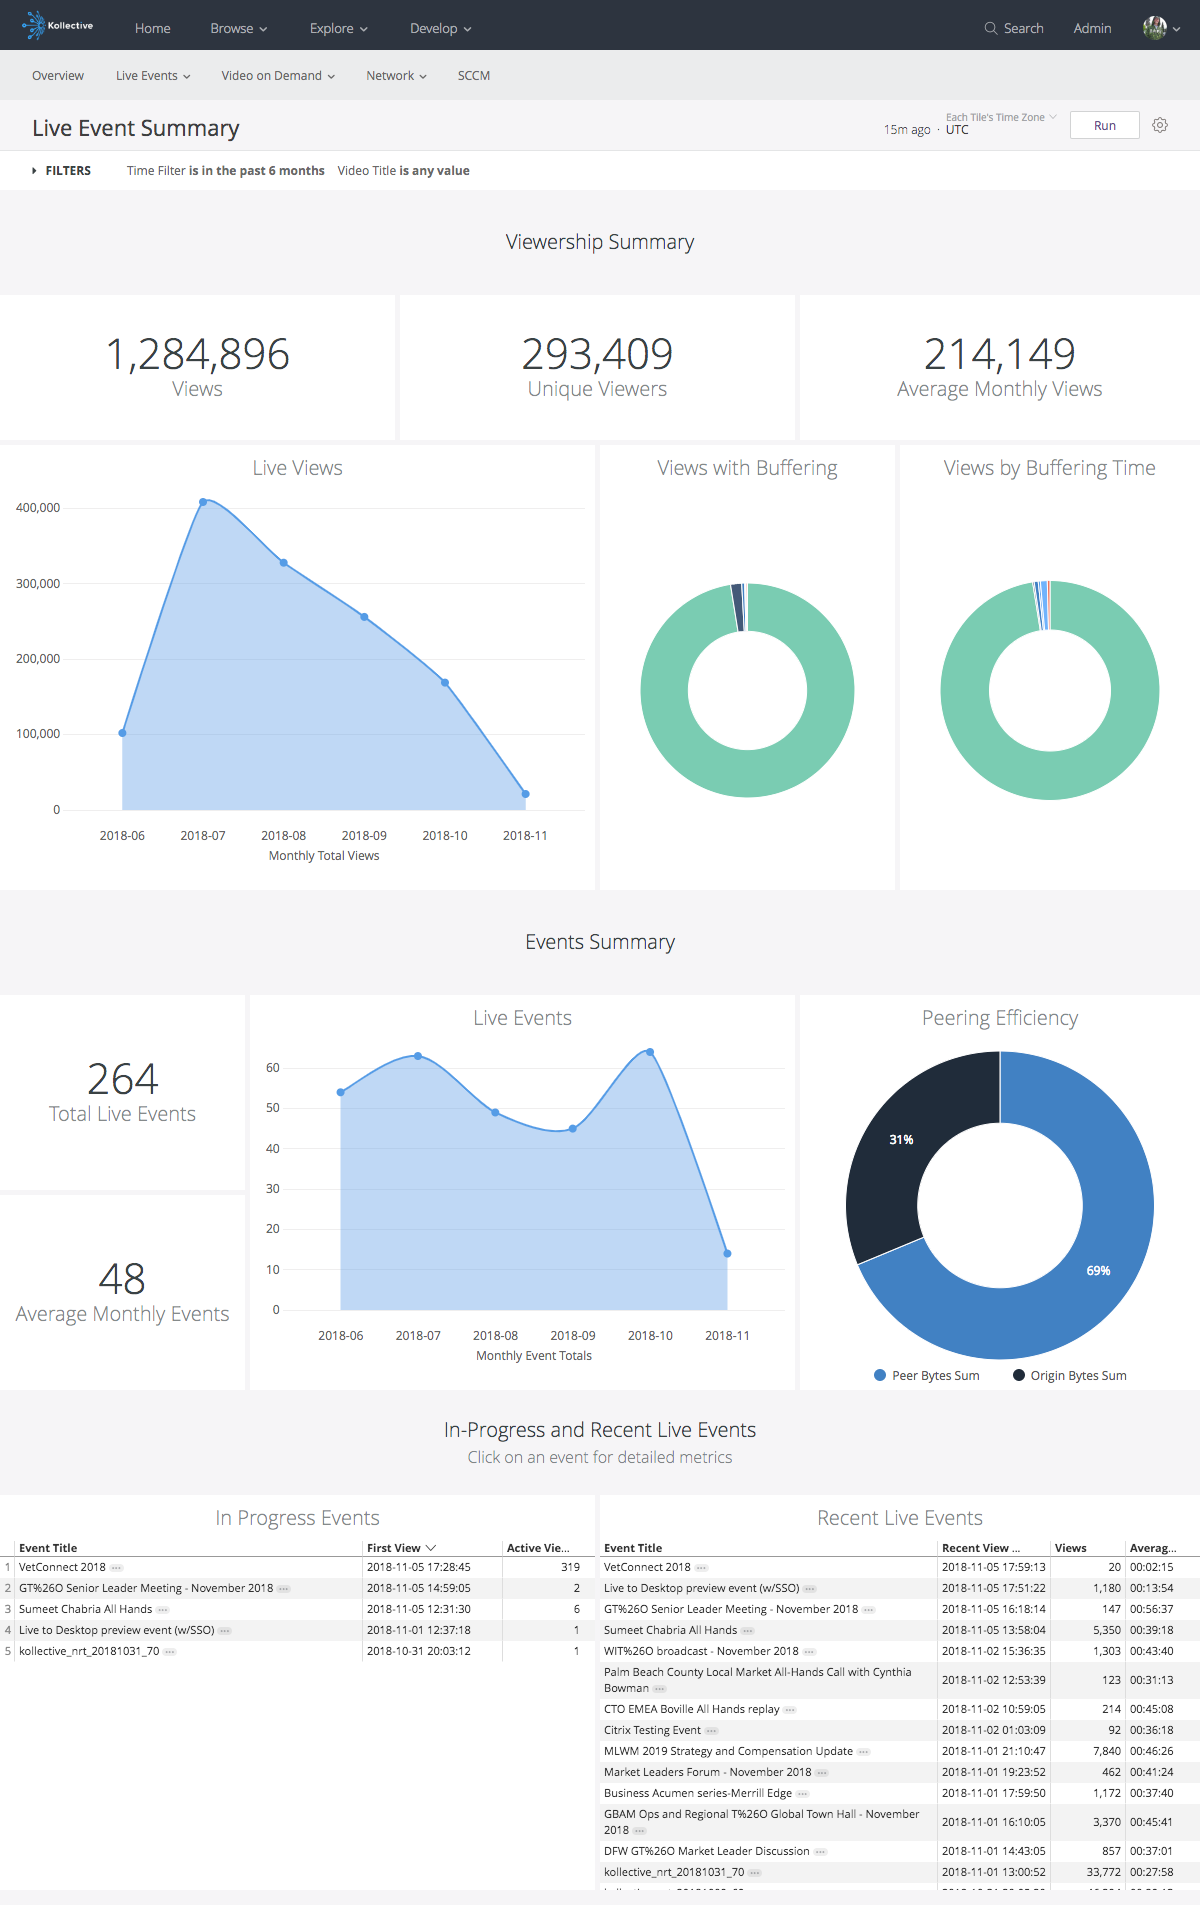 Kollective
Home
Browse
Explore
Develop
Search
Admin
Overview
Live Events
Video on Demand
Network
SCCM
Live Event Summary
Each Tile's Time Zone
15m ago · UTC
Run
FILTERS
Time Filter is in the past 6 months
Video Title is any value
Viewership Summary
1,284,896
Views
293,409
Unique Viewers
214,149
Average Monthly Views
Live Views
400,000
300,000
200,000
100,000
0
2018-06 2018-07 2018-08 2018-09 2018-10 2018-11
Monthly Total Views
Views with Buffering
Views by Buffering Time
Events Summary
264
Total Live Events
48
Average Monthly Events
Live Events
60
50
40
30
20
10
0
2018-06 2018-07 2018-08 2018-09 2018-10 2018-11
Monthly Event Totals
Peering Efficiency
31%
69%
Peer Bytes Sum
Origin Bytes Sum
In-Progress and Recent Live Events
Click on an event for detailed metrics
In Progress Events
Event Title First View Active Vie...
1 VetConnect 2018 2018-11-05 17:28:45 319
2 GT%26O Senior Leader Meeting - November 2018 2018-11-05 14:59:05 2
3 Sumeet Chabria All Hands 2018-11-05 12:31:30 6
4 Live to Desktop preview event (w/SSO) 2018-11-01 12:37:18 1
5 kollective_nrt_20181031_70 2018-10-31 20:03:12 1
Recent Live Events
Event Title Recent View ... Views Averag...
VetConnect 2018 2018-11-05 17:59:13 20 00:02:15
Live to Desktop preview event (w/SSO) 2018-11-05 17:51:22 1,180 00:13:54
GT%26O Senior Leader Meeting - November 2018 2018-11-05 16:18:14 147 00:56:37
Sumeet Chabria All Hands 2018-11-05 13:58:04 5,350 00:39:18
WIT%26O broadcast - November 2018 2018-11-02 15:36:35 1,303 00:43:40
Palm Beach County Local Market All-Hands Call with Cynthia
Bowman 2018-11-02 12:53:39 123 00:31:13
CTO EMEA Boville All Hands replay 2018-11-02 10:59:05 214 00:45:08
Citrix Testing Event 2018-11-02 01:03:09 92 00:36:18
MLWM 2019 Strategy and Compensation Update 2018-11-01 21:10:47 7,840 00:46:26
Market Leaders Forum - November 2018 2018-11-01 19:23:52 462 00:41:24
Business Acumen series-Merrill Edge 2018-11-01 17:59:50 1,172 00:37:40
GBAM Ops and Regional T%26O Global Town Hall - November
2018 2018-11-01 16:10:05 3,370 00:45:41
DFW GT%26O Market Leader Discussion 2018-11-01 14:43:05 857 00:37:01
kollective_nrt_20181031_70 2018-11-01 13:00:52 33,772 00:27:58